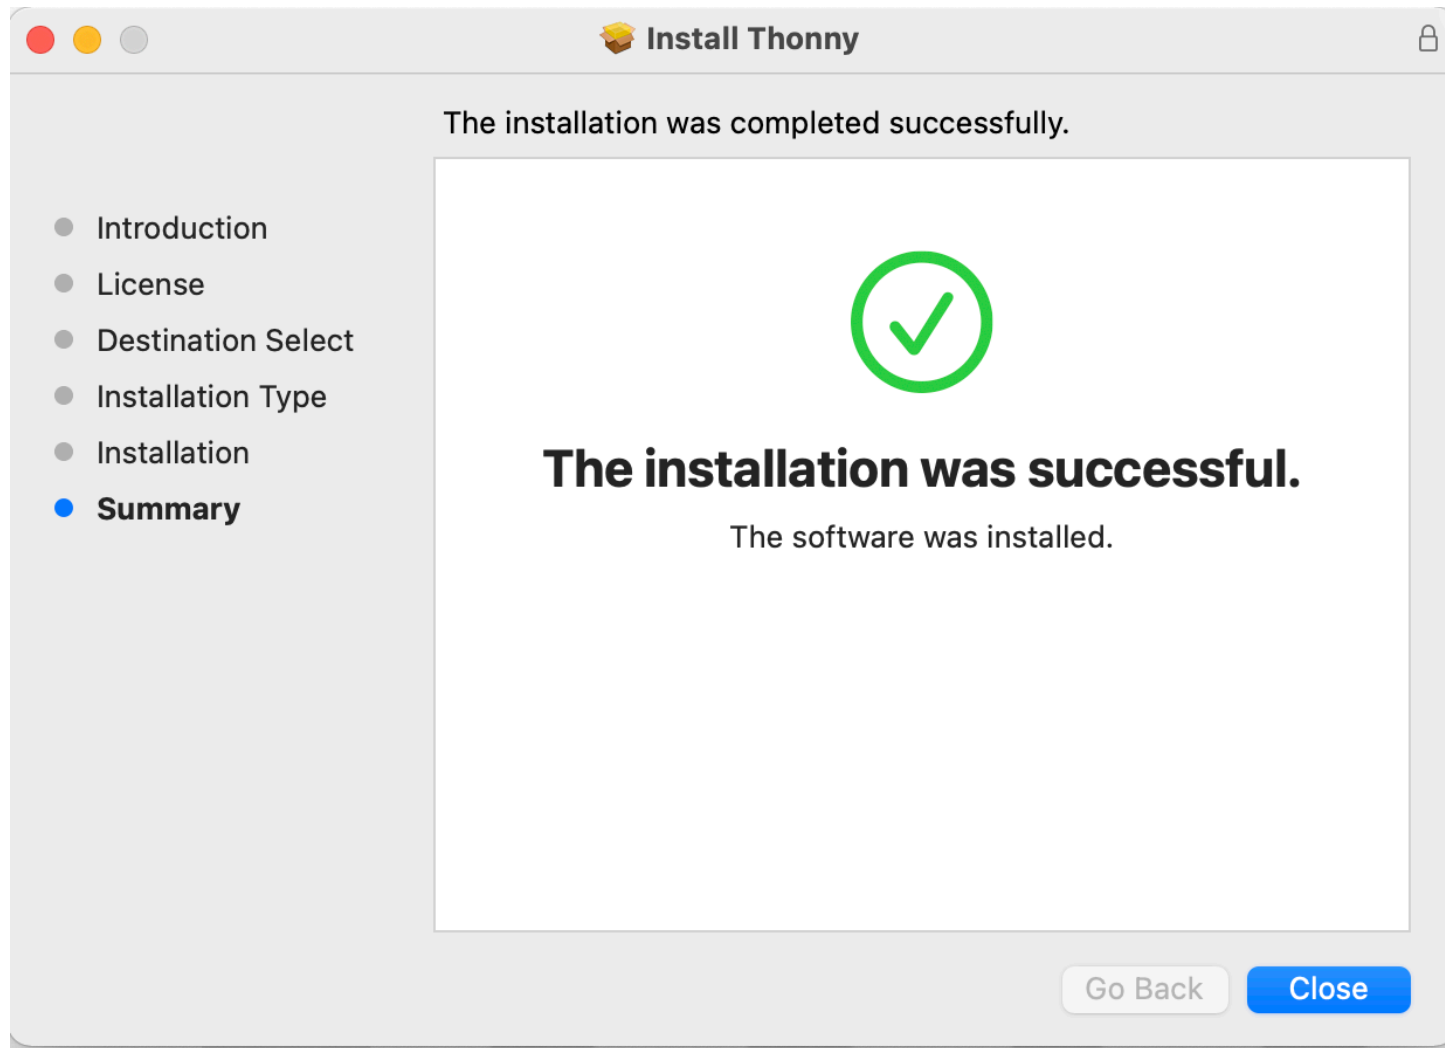 Install Thonny
The installation was completed successfully.
Introduction
License
Destination Select
Installation Type
Installation
Summary
The installation was successful.
The software was installed.
Go Back
Close